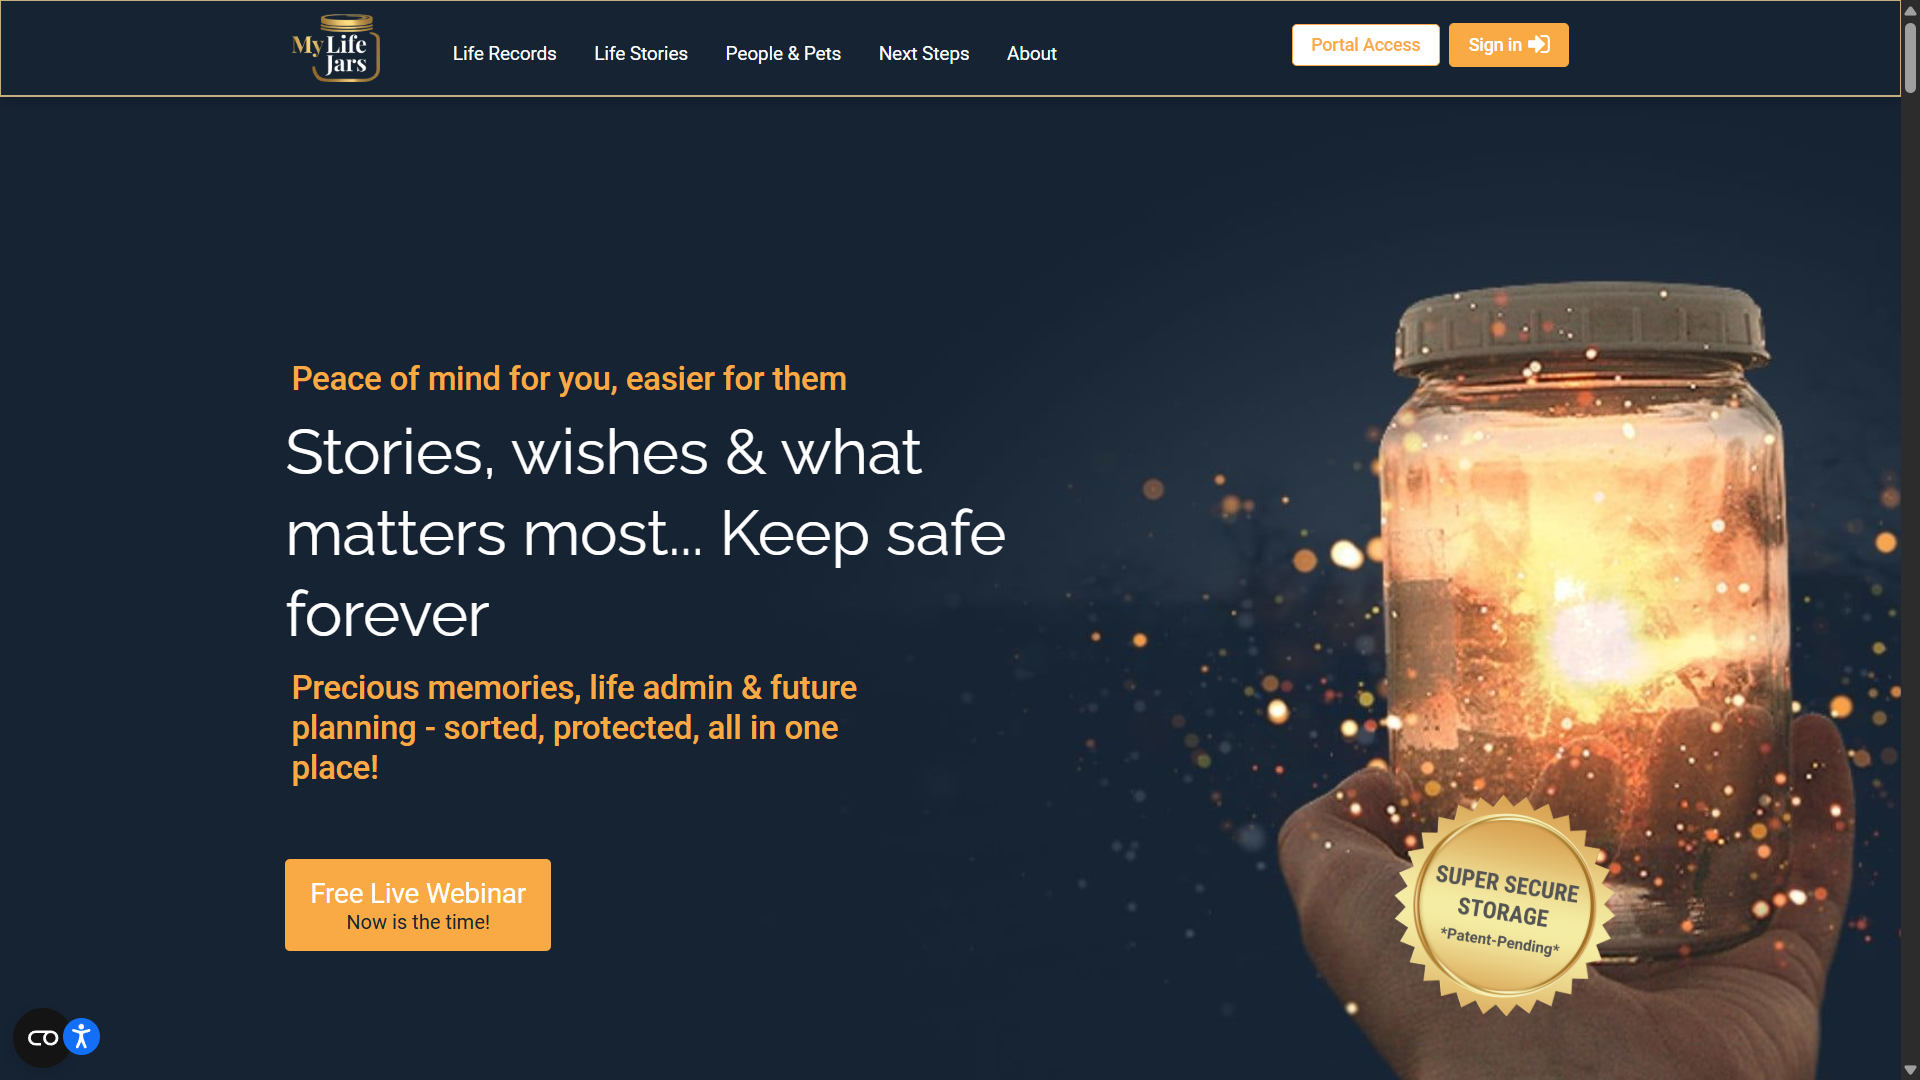 My Life
Jars
Life Records
Life Stories
People & Pets
Next Steps
About
Portal Access
Sign in
Peace of mind for you, easier for them
Stories, wishes & what
matters most... Keep safe
forever
Precious memories, life admin & future
planning - sorted, protected, all in one
place!
Free Live Webinar
Now is the time!
SUPER SECURE
STORAGE
*Patent-Pending*